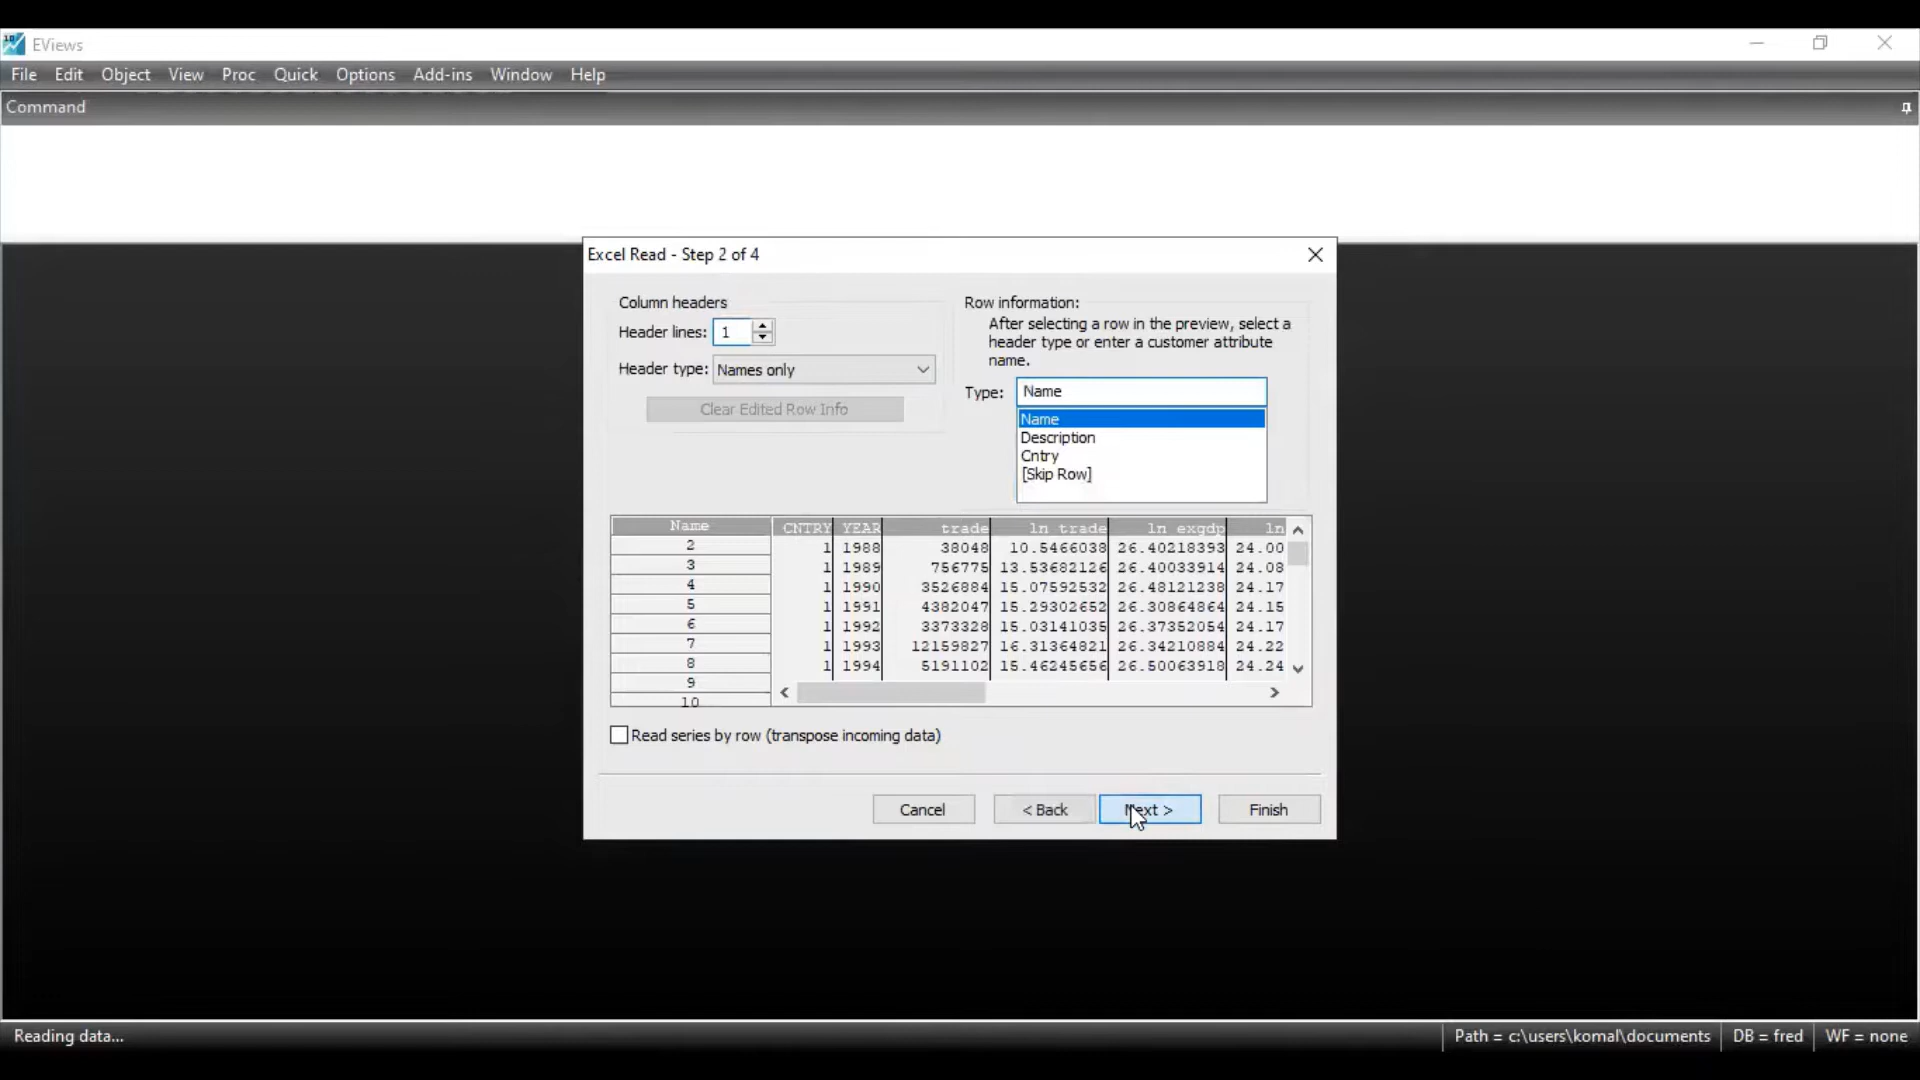 EViews
File Edit Object View Proc Quick Options Add-ins Window Help
Command
Excel Read - Step 2 of 4
Column headers
Header lines: 1
Header type: Names only
Clear Edited Row Info
Row information:
After selecting a row in the preview, select a
header type or enter a customer attribute
name.
Type: Name
Name
Description
Cntry
[Skip Row]
Name CNTRY YEAR trade ln trade ln exgdp ln
2 1 1988 38048 10.5466038 26.40218393 24.00
3 1 1989 756775 13.53682126 26.40033914 24.08
4 1 1990 3526884 15.07592532 26.48121238 24.17
5 1 1991 4382047 15.29302652 26.30864864 24.15
6 1 1992 3373328 15.03141035 26.37352054 24.17
7 1 1993 12159827 16.31364821 26.34210884 24.22
8 1 1994 5191102 15.46245656 26.50063918 24.24
9
10
Read series by row (transpose incoming data)
Cancel < Back Next > Finish
Reading data... Path = c:\users\komal\documents DB = fred WF = none